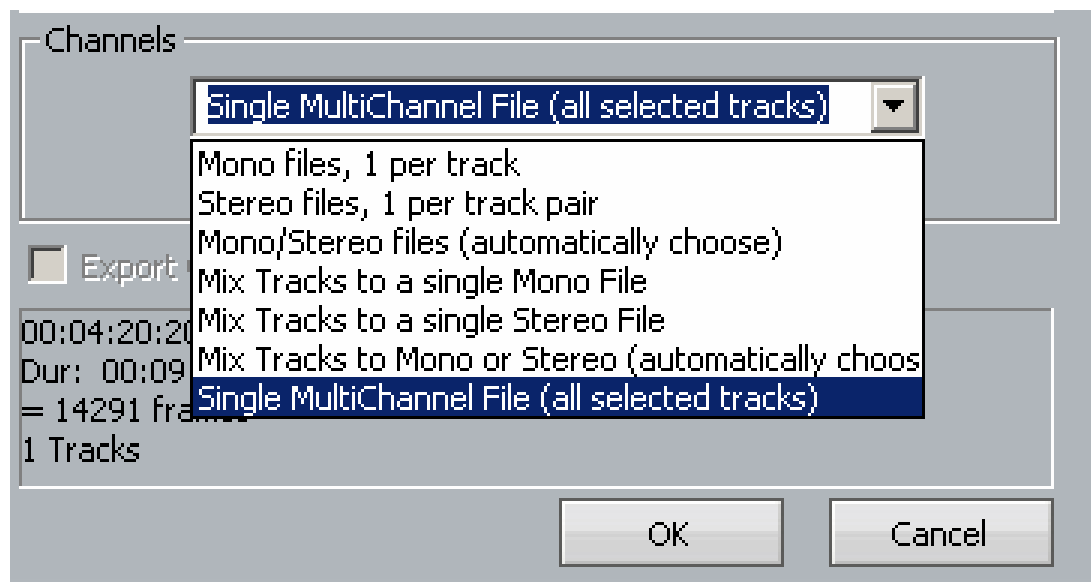 Channels
Single MultiChannel File (all selected tracks)
Mono files, 1 per track
Stereo files, 1 per track pair
Mono/Stereo files (automatically choose)
Mix Tracks to a single Mono File
Mix Tracks to a single Stereo File
Mix Tracks to Mono or Stereo (automatically choos
Single MultiChannel File (all selected tracks)
Export
00:04:20:20
Dur: 00:09
= 14291 frames
1 Tracks
OK
Cancel